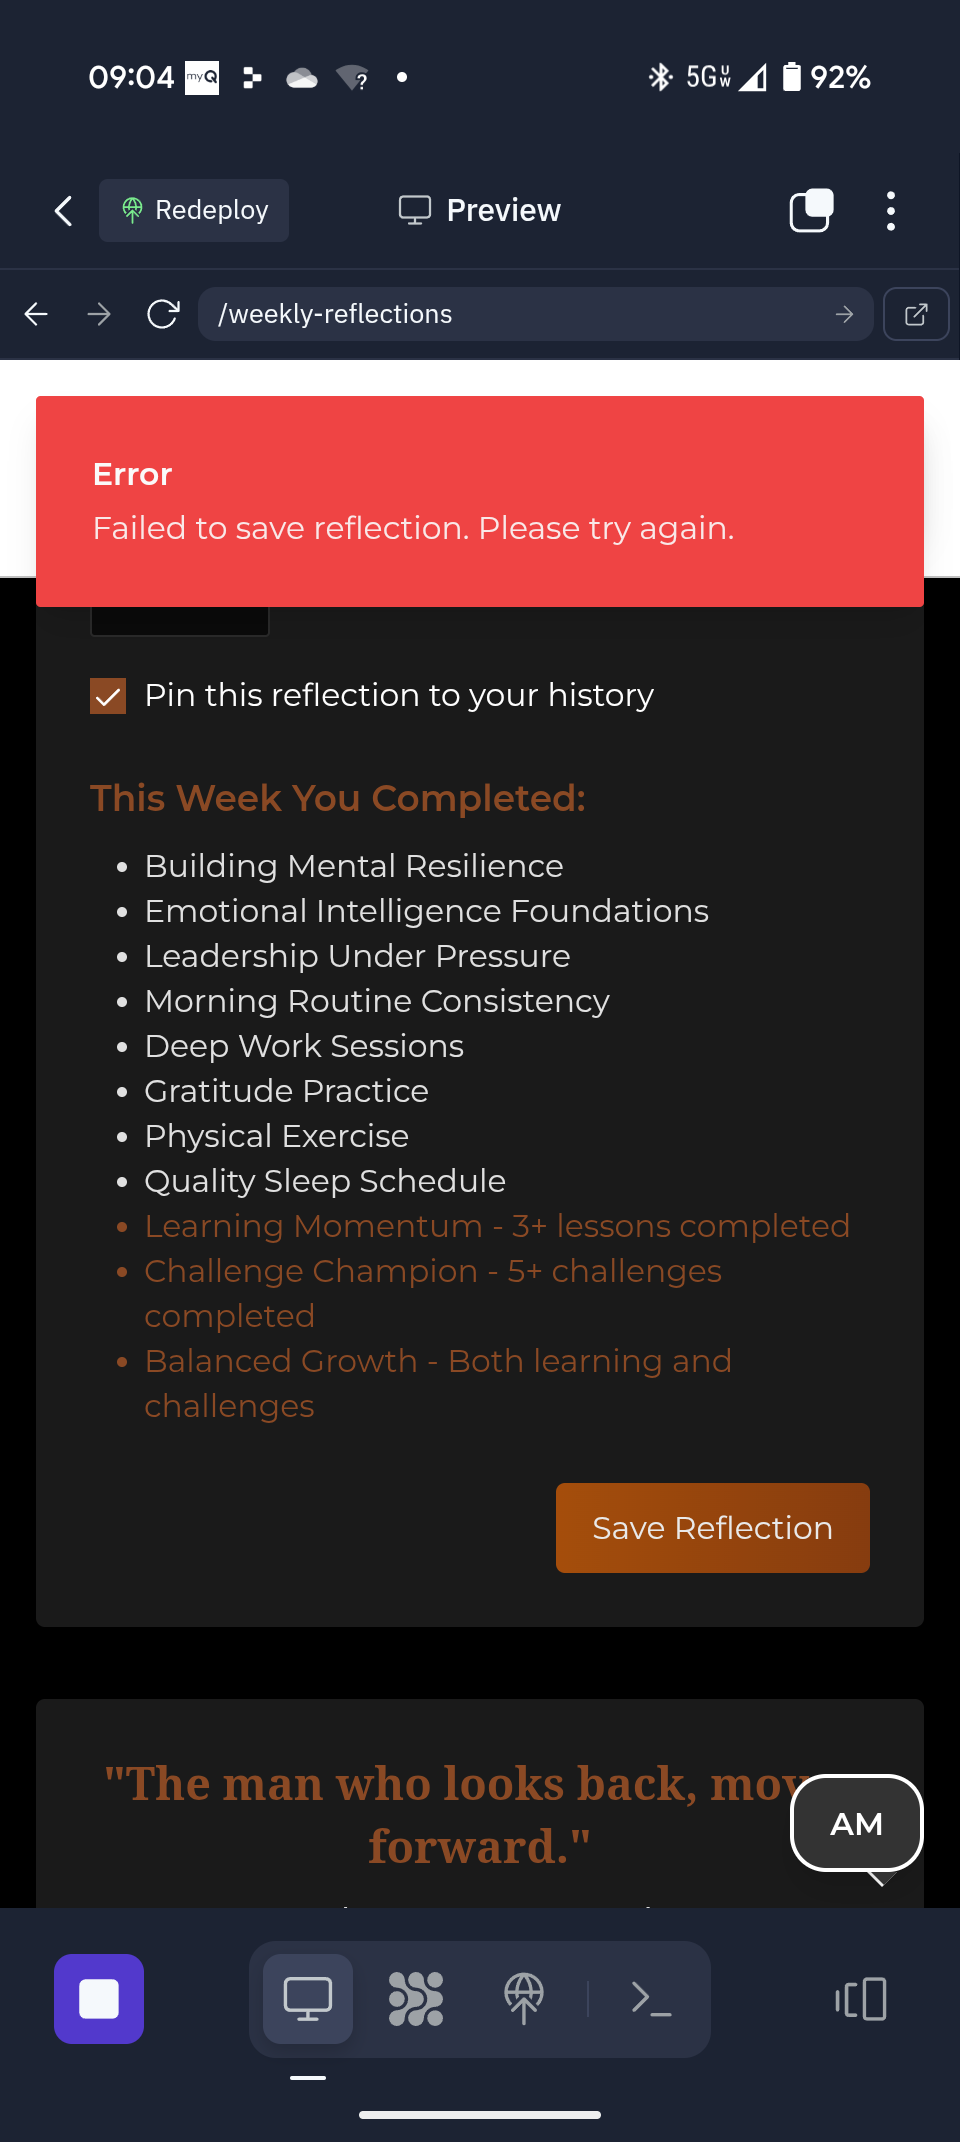 09:04 myQ ? 5G UW 92%
Redeploy Preview
/weekly-reflections
Error
Failed to save reflection. Please try again.
Pin this reflection to your history
This Week You Completed:
Building Mental Resilience
Emotional Intelligence Foundations
Leadership Under Pressure
Morning Routine Consistency
Deep Work Sessions
Gratitude Practice
Physical Exercise
Quality Sleep Schedule
Learning Momentum - 3+ lessons completed
Challenge Champion - 5+ challenges
completed
Balanced Growth - Both learning and
challenges
Save Reflection
"The man who looks back,
forward."
AM